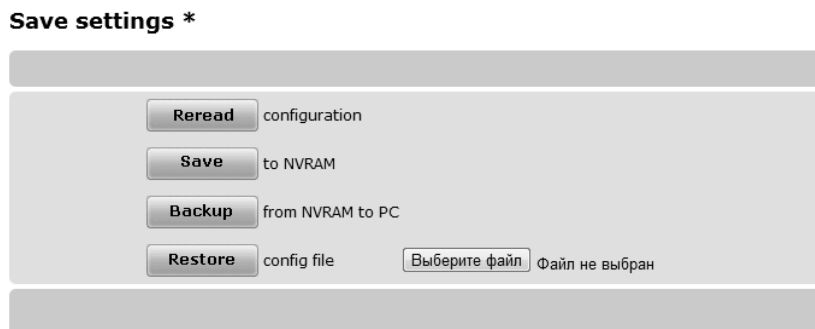 Save settings *
Reread configuration
Save to NVRAM
Backup from NVRAM to PC
Restore config file Выберите файл Файл не выбран